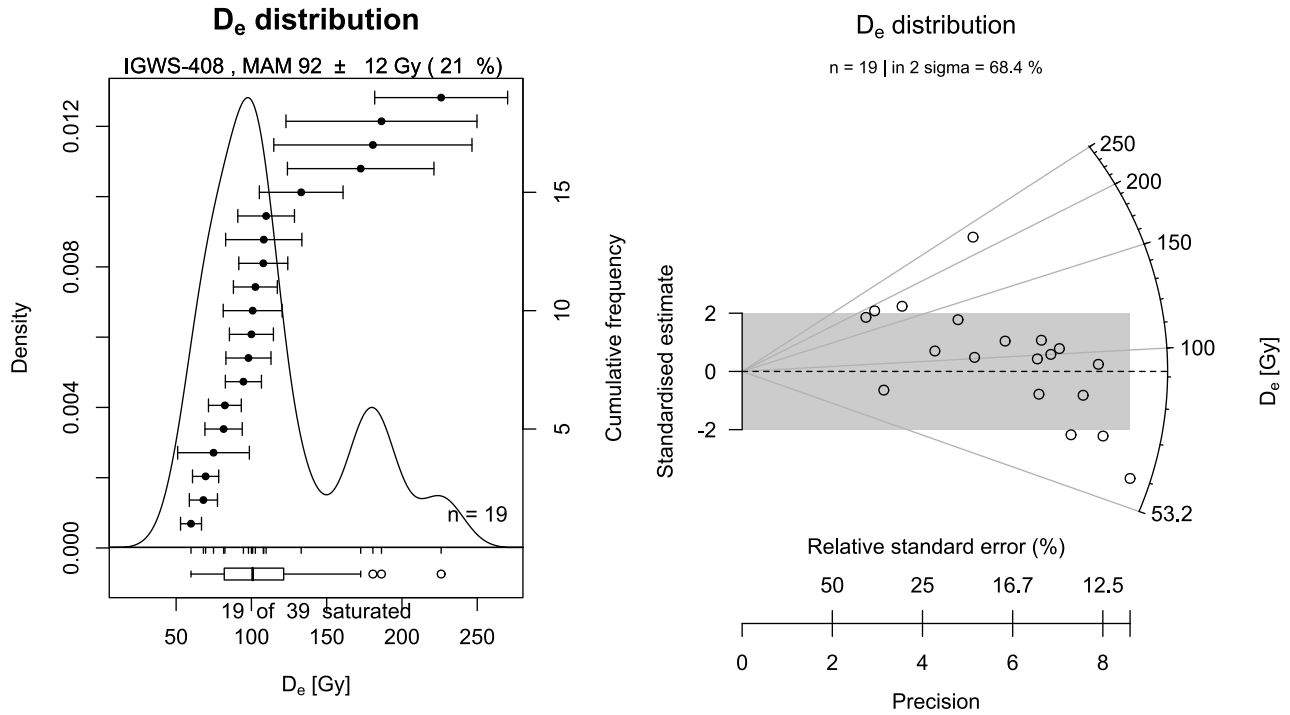 De distribution
IGWS-408 , MAM 92 ± 12 Gy ( 21 %)
Density
0.000
0.004
0.008
0.012
Cumulative frequency
5
10
15
n = 19
19 of 39 saturated
50
100
150
200
250
De [Gy]
De distribution
n = 19 | in 2 sigma = 68.4 %
Standardised estimate
2
0
-2
250
200
150
100
53.2
De [Gy]
Relative standard error (%)
50
25
16.7
12.5
0
2
4
6
8
Precision